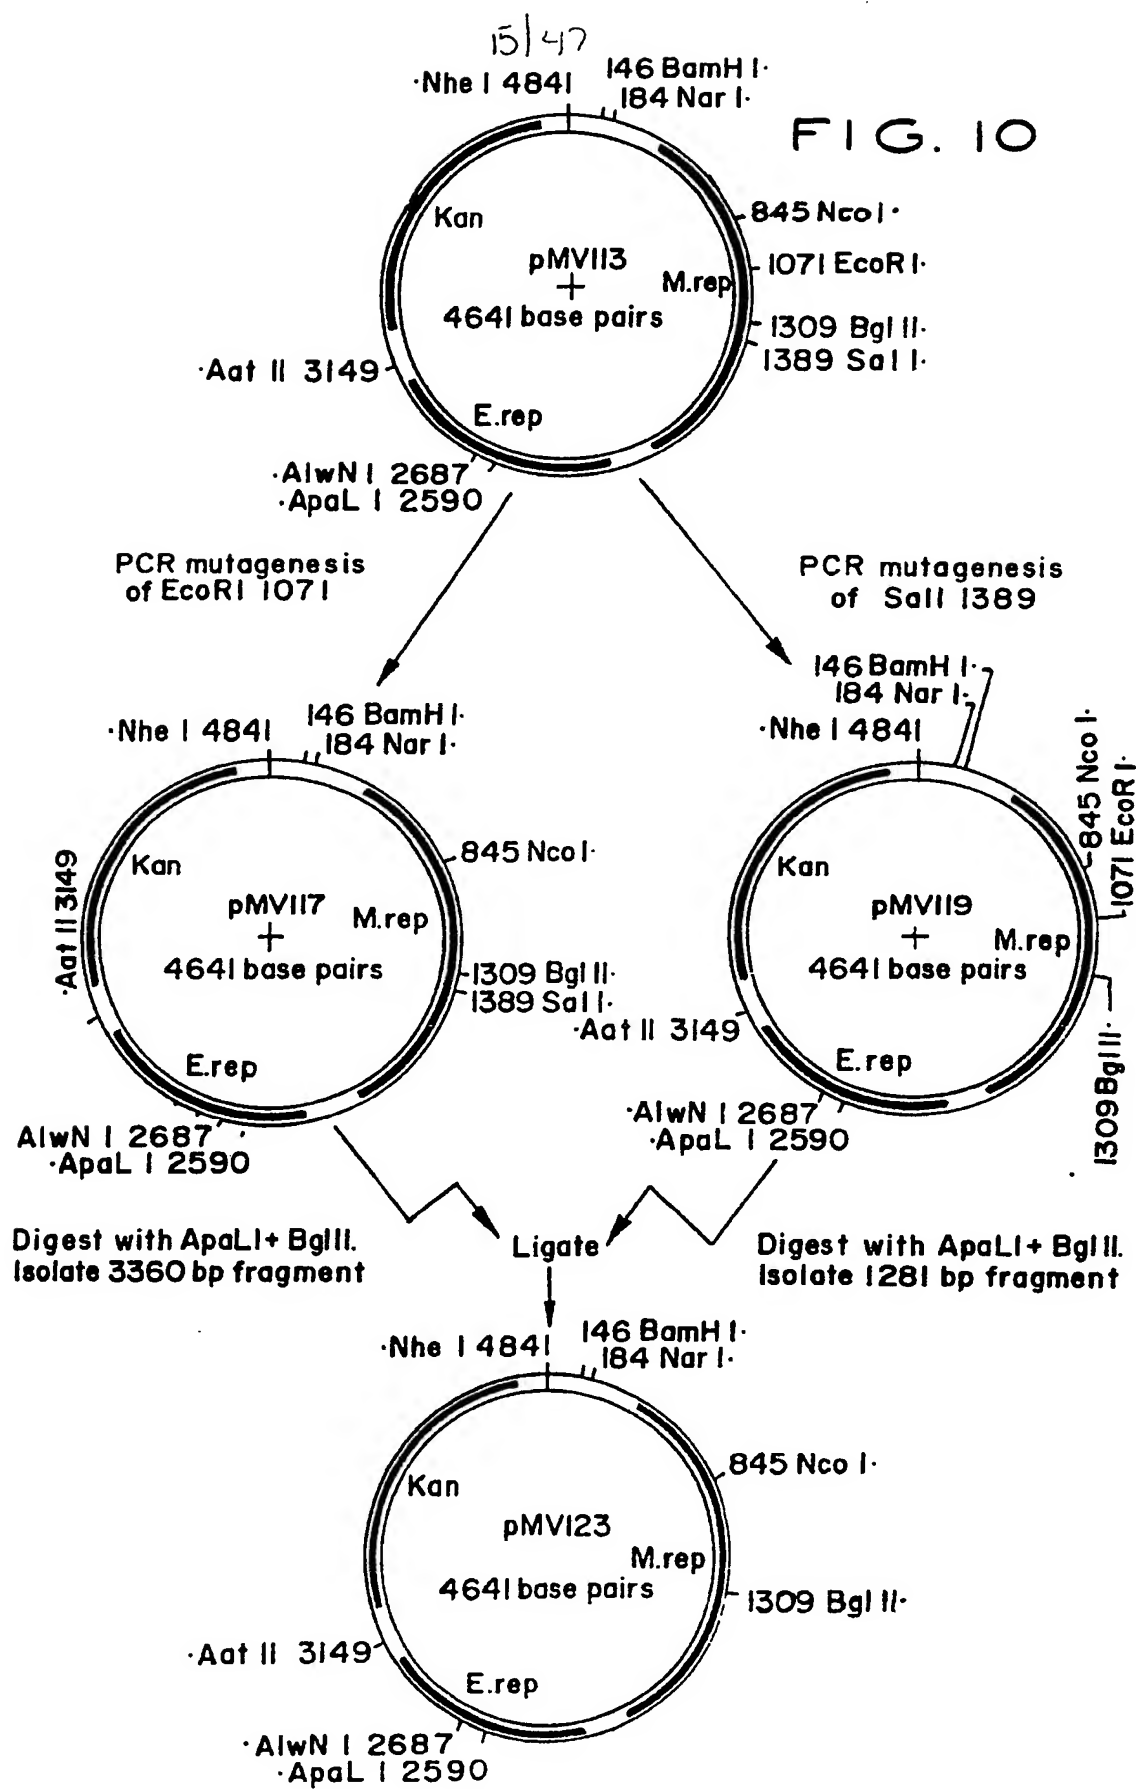 15/47
·Nhe I 4841
146 BamH I·
184 Nar I·
FIG. 10
845 Nco I·
1071 EcoR I·
1309 Bgl II·
1389 Sal I·
Kan
pMV113
+
M.rep
4641 base pairs
·Aat II 3149
E.rep
·AlwN I 2687
·ApaL I 2590
PCR mutagenesis
of EcoRI 1071
PCR mutagenesis
of SalI 1389
·Nhe I 4841
146 BamH I·
184 Nar I·
845 Nco I·
1309 Bgl II·
1389 Sal I·
Kan
pMV117
+
M.rep
4641 base pairs
·Aat II 3149
E.rep
AlwN I 2687
·ApaL I 2590
146 BamH I·
184 Nar I·
·Nhe I 4841
845 Nco I·
1071 EcoR I·
1309 Bgl II·
Kan
pMV119
+
M.rep
4641 base pairs
·Aat II 3149
E.rep
·AlwN I 2687
·ApaL I 2590
Digest with ApaLI+ BglII.
Isolate 3360 bp fragment
Ligate
Digest with ApaLI+ BglII.
Isolate 1281 bp fragment
·Nhe I 4841
146 BamH I·
184 Nar I·
845 Nco I·
1309 Bgl II·
Kan
pMV123
M.rep
4641 base pairs
·Aat II 3149
E.rep
·AlwN I 2687
·ApaL I 2590